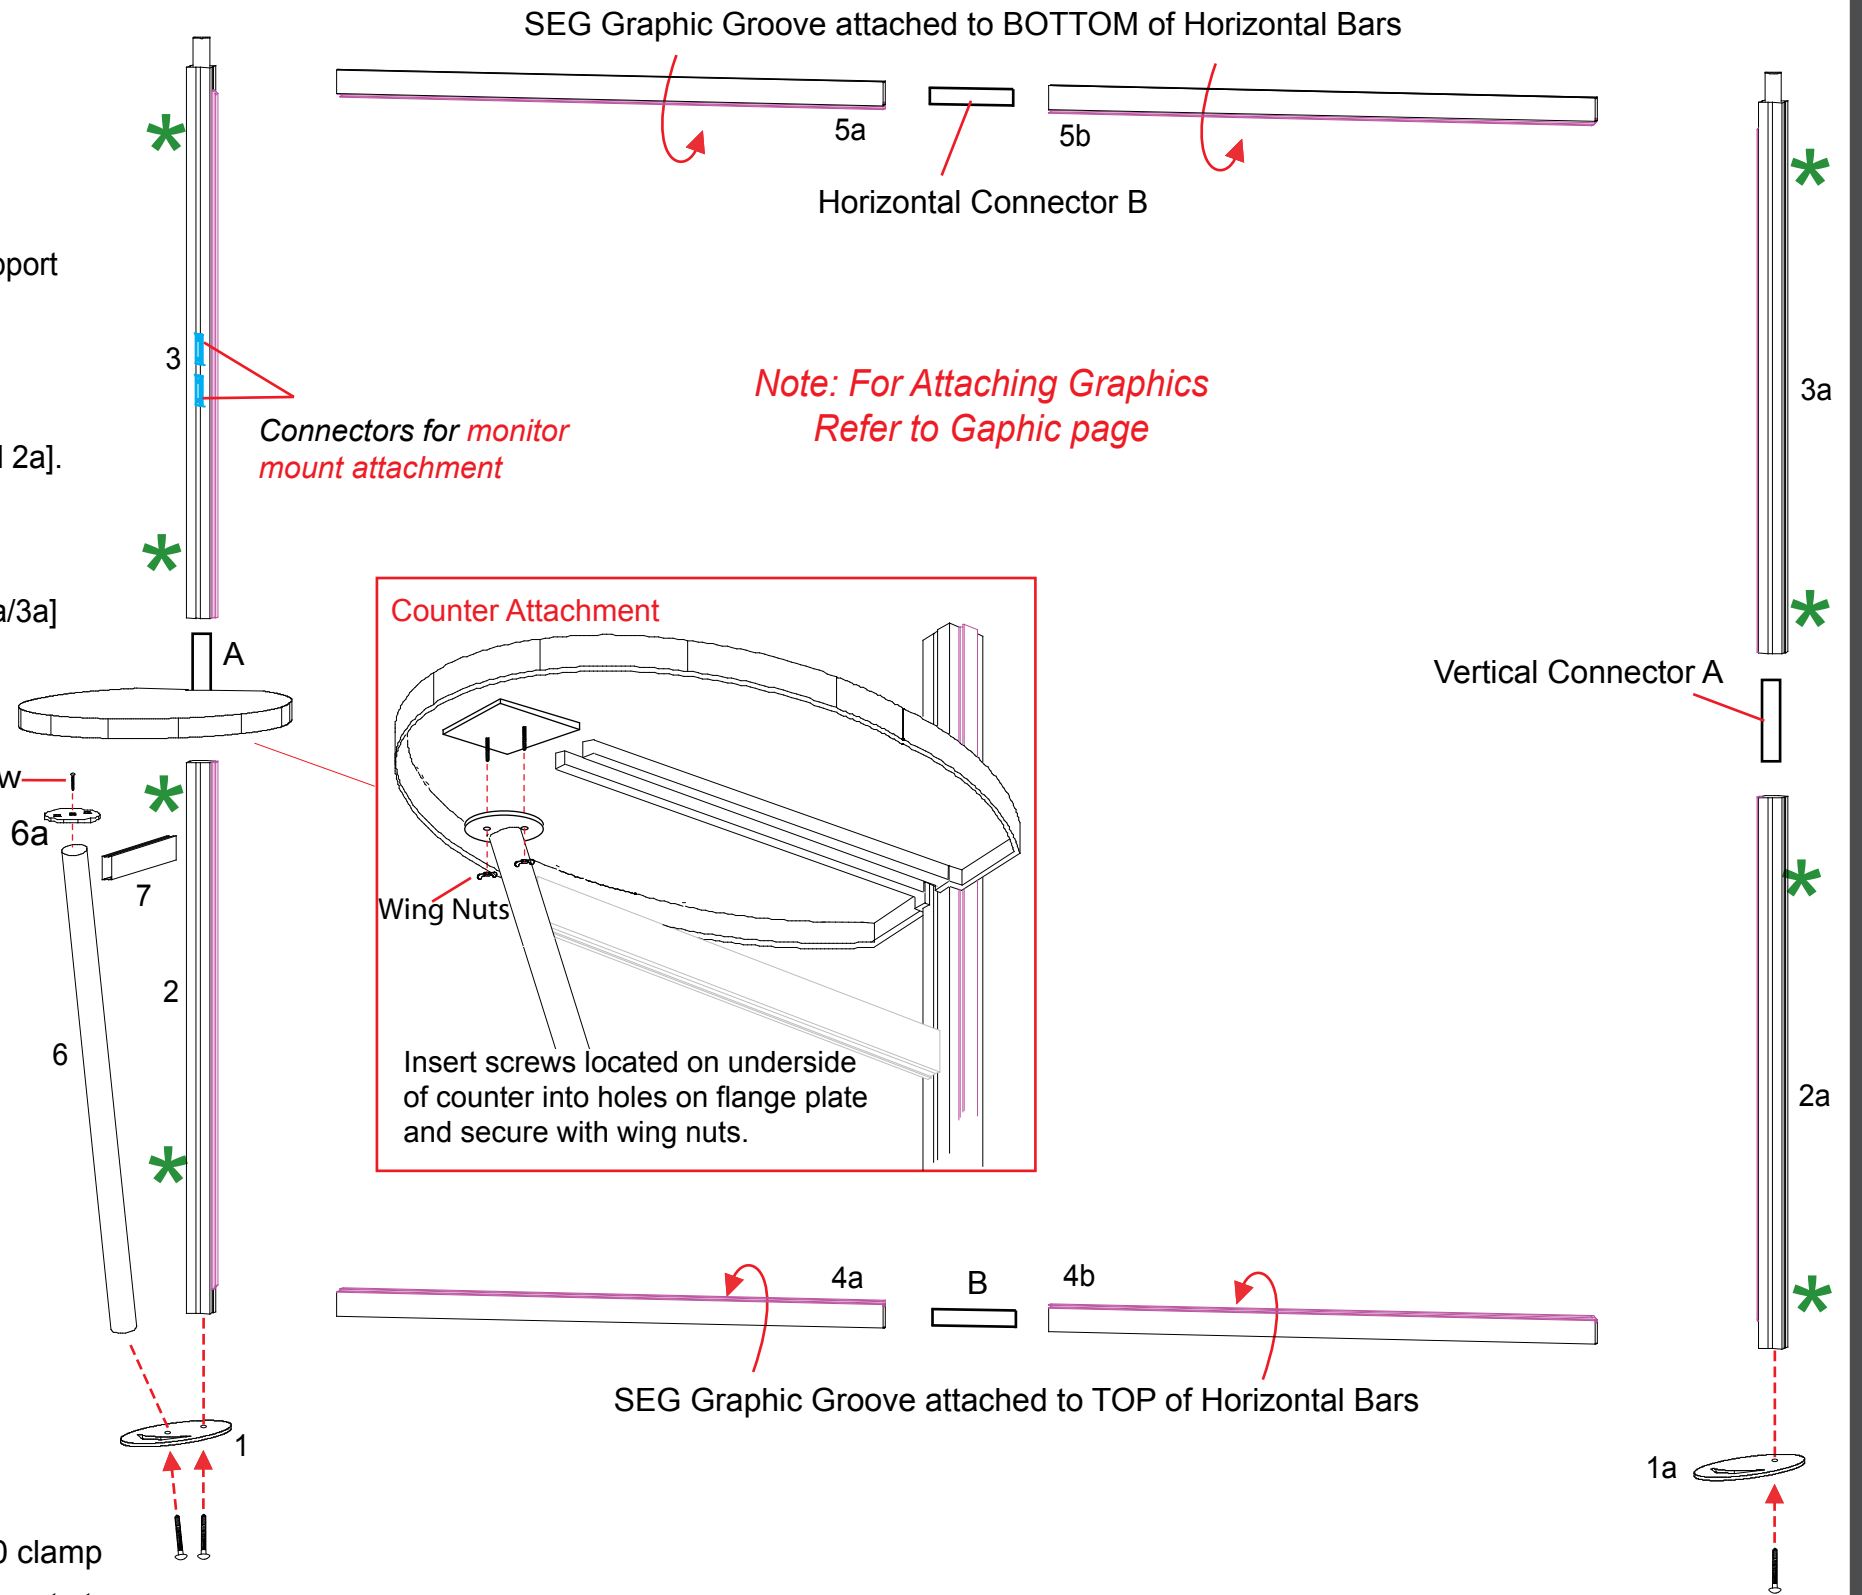 SEG Graphic Groove attached to BOTTOM of Horizontal Bars
5a
5b
Horizontal Connector B
3
3a
Connectors for monitor
mount attachment
Note: For Attaching Graphics
Refer to Gaphic page
2a].
a/3a]
A
Vertical Connector A
Counter Attachment
Wing Nuts
Insert screws located on underside
of counter into holes on flange plate
and secure with wing nuts.
w
6a
7
2
6
2a
4a
B
4b
SEG Graphic Groove attached to TOP of Horizontal Bars
1
1a
clamp